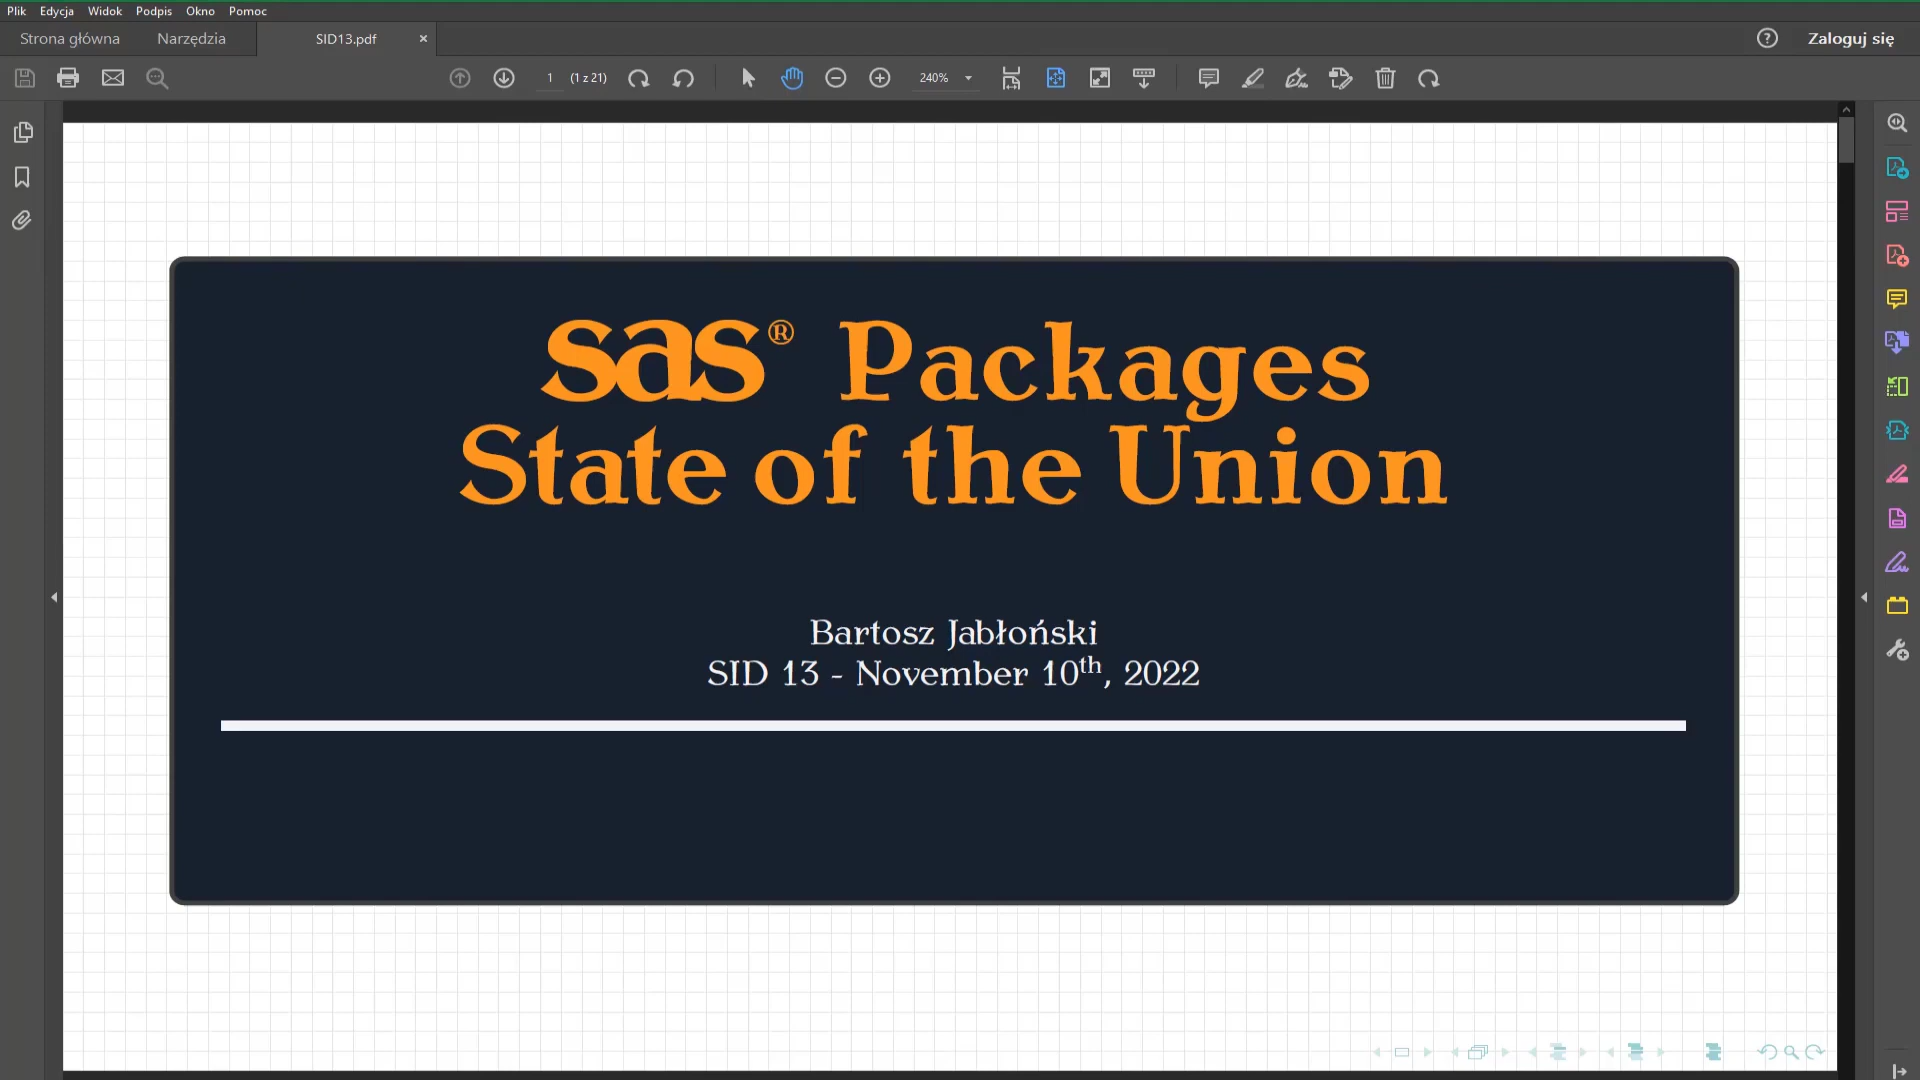 Plik Edycja Widok Podpis Okno Pomoc
Strona główna Narzędzia SID13.pdf × Zaloguj się
1 (1 z 21) 240%
sas® Packages
State of the Union
Bartosz Jabłoński
SID 13 - November 10th, 2022